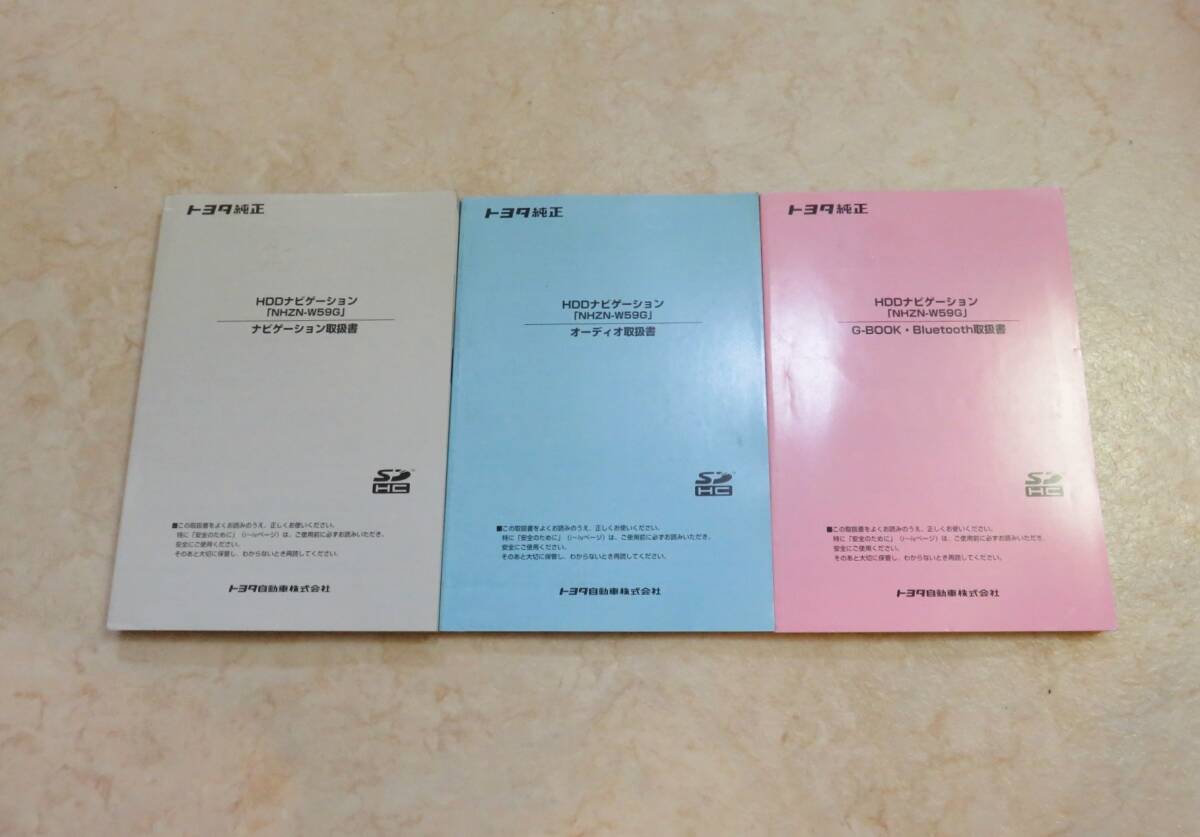 トヨタ純正
HDDナビゲーション
「NHZN-W59G」
ナビゲーション取扱書
SD
HC
■この取扱書をよくお読みのうえ、正しくお使いください。
特に「安全のために」（i〜ivページ）は、ご使用前に必ずお読みいただき、
安全にご使用ください。
そのあと大切に保管し、わからないとき再読してください。
トヨタ自動車株式会社
トヨタ純正
HDDナビゲーション
「NHZN-W59G」
オーディオ取扱書
SD
HC
■この取扱書をよくお読みのうえ、正しくお使いください。
特に「安全のために」（i〜ivページ）は、ご使用前に必ずお読みいただき、
安全にご使用ください。
そのあと大切に保管し、わからないとき再読してください。
トヨタ自動車株式会社
トヨタ純正
HDDナビゲーション
「NHZN-W59G」
G-BOOK・Bluetooth取扱書
SD
HC
■この取扱書をよくお読みのうえ、正しくお使いください。
特に「安全のために」（i〜ivページ）は、ご使用前に必ずお読みいただき、
安全にご使用ください。
そのあと大切に保管し、わからないとき再読してください。
トヨタ自動車株式会社